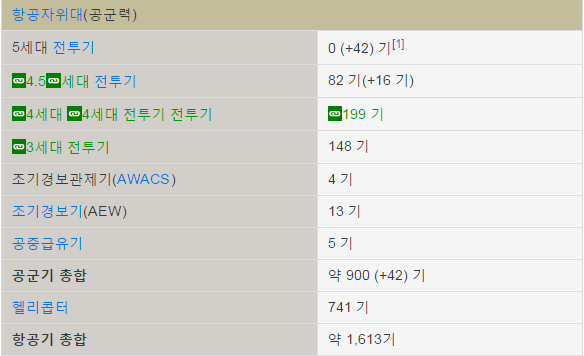 항공자위대(공군력)
5세대 전투기 0 (+42) 기[1]
4.5세대 전투기 82 기(+16 기)
4세대 4세대 전투기 전투기 199 기
3세대 전투기 148 기
조기경보관제기(AWACS) 4 기
조기경보기(AEW) 13 기
공중급유기 5 기
공군기 총합 약 900 (+42) 기
헬리콥터 741 기
항공기 총합 약 1,613기